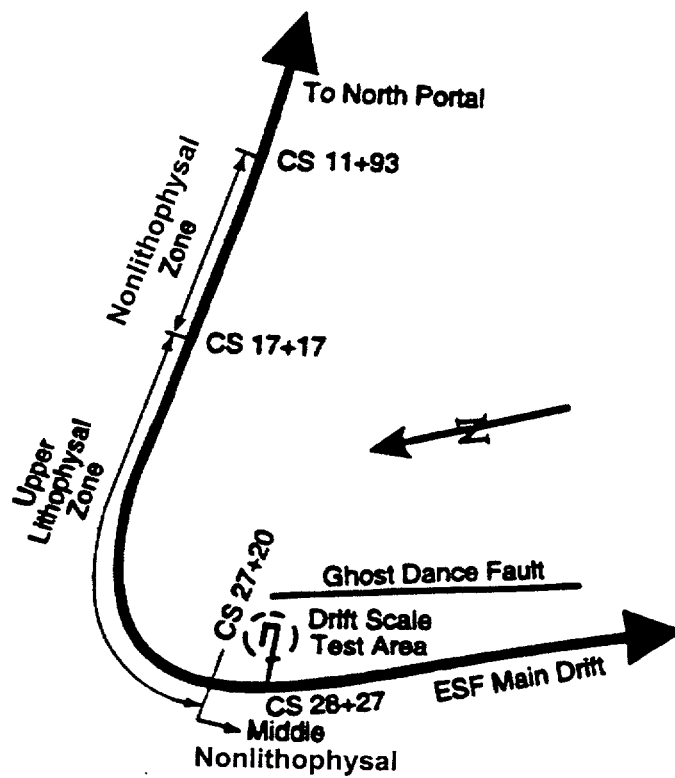 To North Portal
CS 11+93
Nonlithophysal
Zone
CS 17+17
N
Upper
Lithophysal
Zone
CS 27+20
Ghost Dance Fault
Drift Scale
Test Area
ESF Main Drift
CS 28+27
Middle
Nonlithophysal